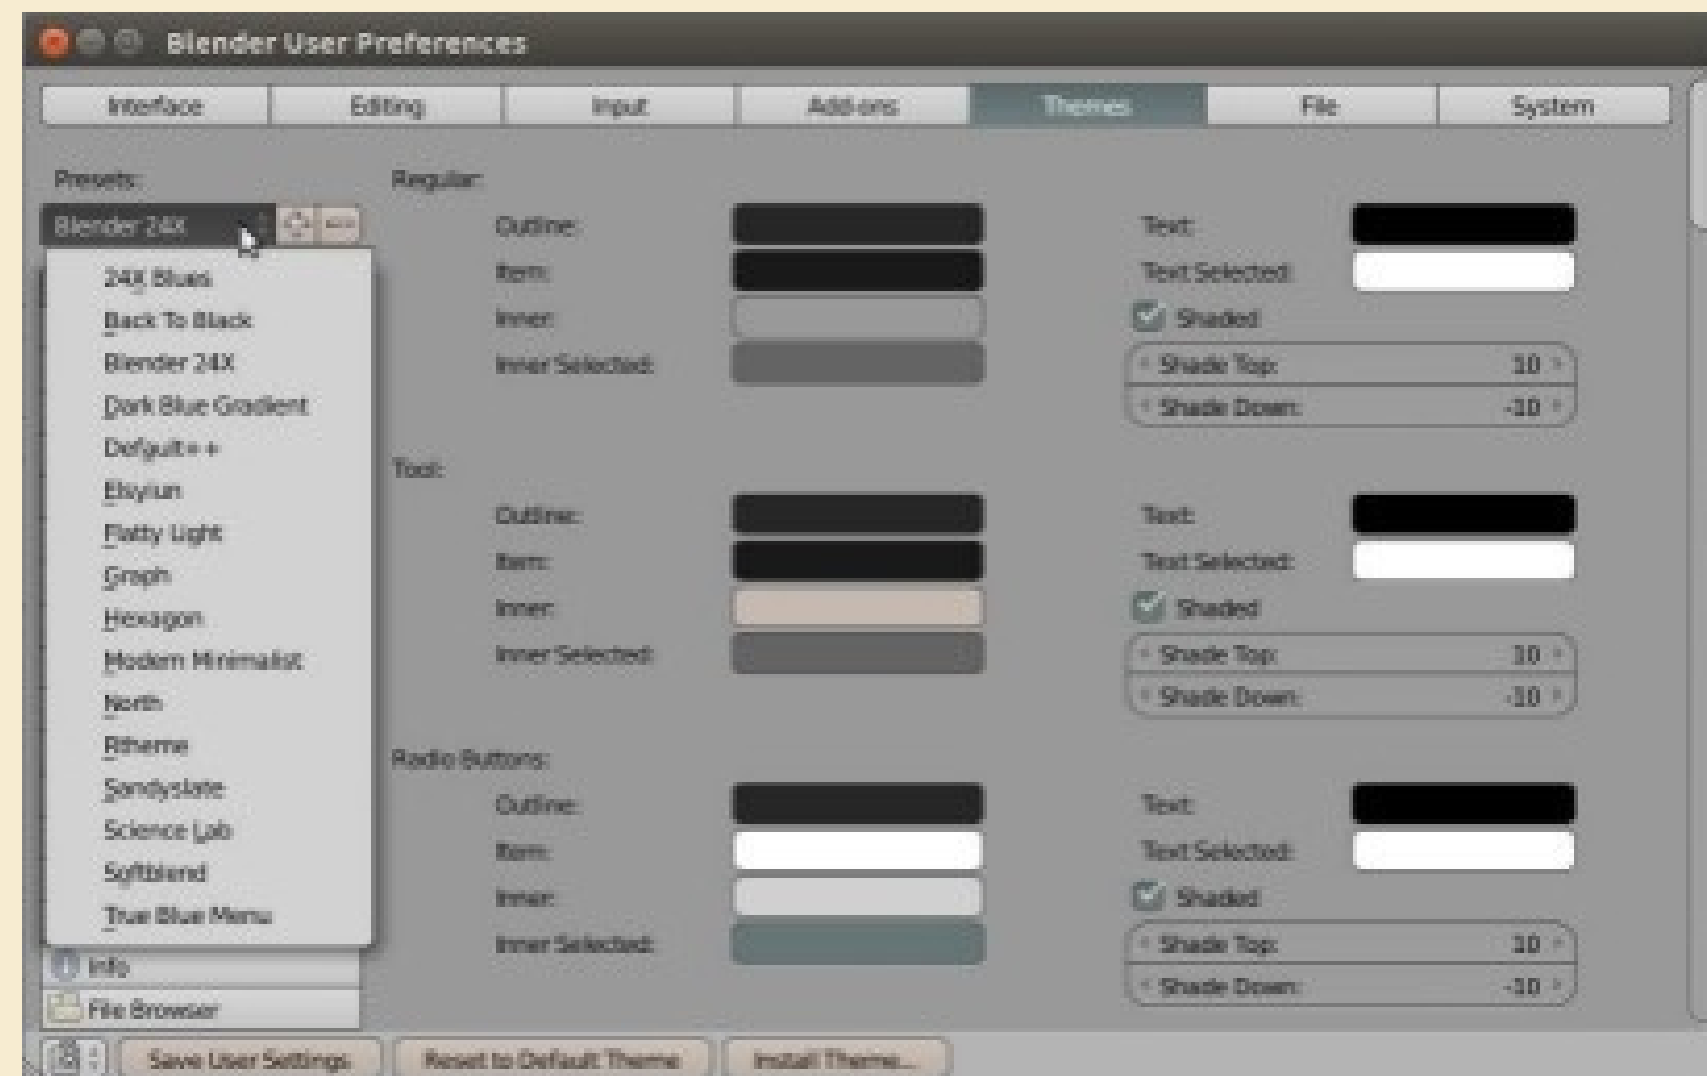 Blender User Preferences
Interface Editing Input Add-ons Themes File System
Presets:
Blender 24X
24X Blues
Back To Black
Blender 24X
Dark Blue Gradient
Default++
Elsyiun
Flatty Light
Graph
Hexagon
Modern Minimalist
North
Rtheme
Sandyslate
Science Lab
Softblend
True Blue Menu
Info
File Browser
Regular:
Outline:
Item:
Inner:
Inner Selected:
Text:
Text Selected:
Shaded
Shade Top: 10
Shade Down: -10
Tool:
Outline:
Item:
Inner:
Inner Selected:
Text:
Text Selected:
Shaded
Shade Top: 10
Shade Down: -10
Radio Buttons:
Outline:
Item:
Inner:
Inner Selected:
Text:
Text Selected:
Shaded
Shade Top: 10
Shade Down: -10
Save User Settings Reset to Default Theme Install Theme...